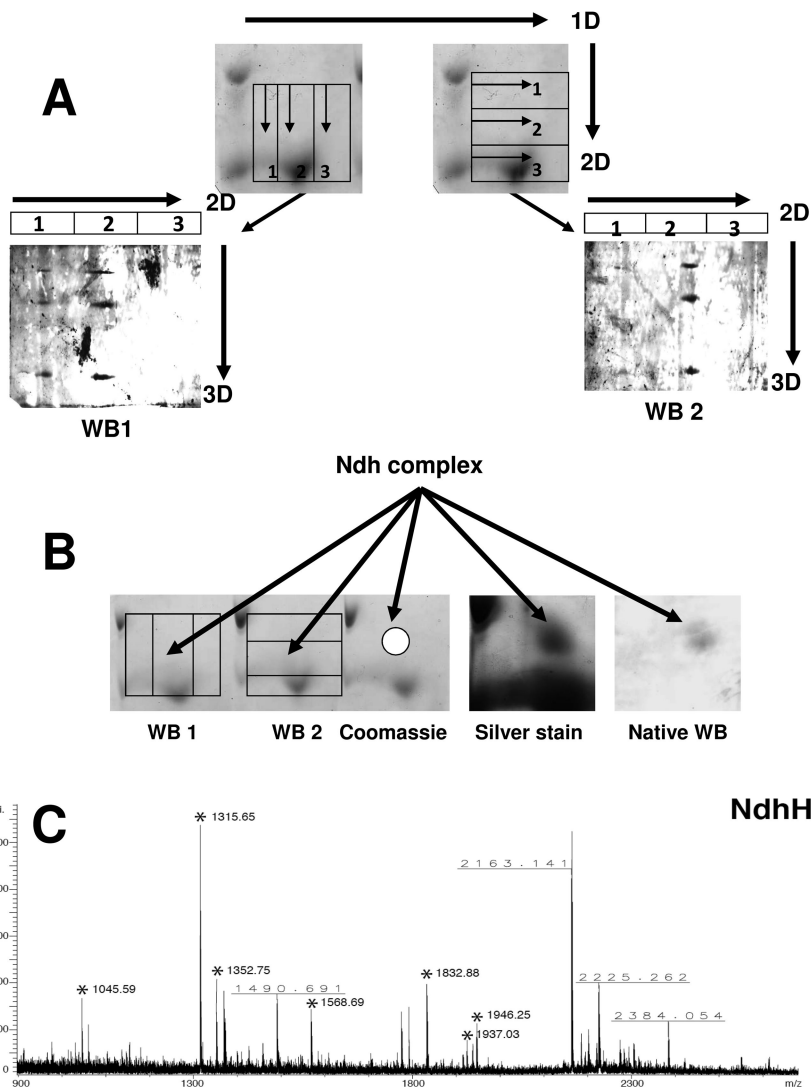 1D
A
1 2 3
1
2
3
2D
2D
1 2 3
3D
WB1
2D
1 2 3
3D
WB 2
Ndh complex
B
WB 1 WB 2 Coomassie Silver stain Native WB
C
NdhH
1315.65
2163.141
1352.75
1045.59
1490.691
1568.69
1832.88
1946.25
1937.03
2225.262
2384.054
0
900 1300 1800 2300 m/z